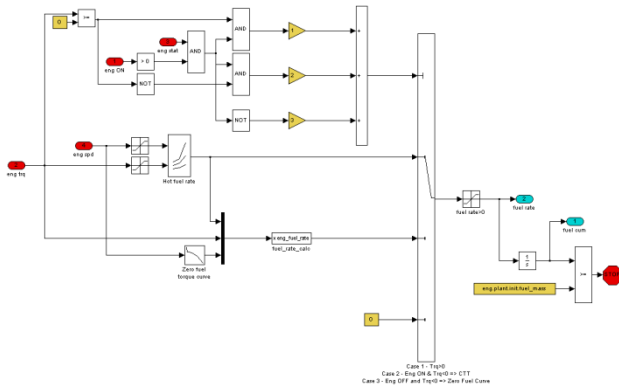 0
>=
eng stat
AND
eng ON
> 0
AND
NOT
AND
NOT
1
2
3
+
+
+
eng spd
eng trq
Hot fuel rate
Zero fuel
torque curve
x eng_fuel_rate
fuel_rate_calc
0
fuel rate>0
2
fuel rate
1
fuel cum
eng.plant.init.fuel_mass
>=
STOP
Case 1 - Trq>0
Case 2 - Eng ON & Trq<0 => CTT
Case 3 - Eng OFF and Trq<0 => Zero Fuel Curve